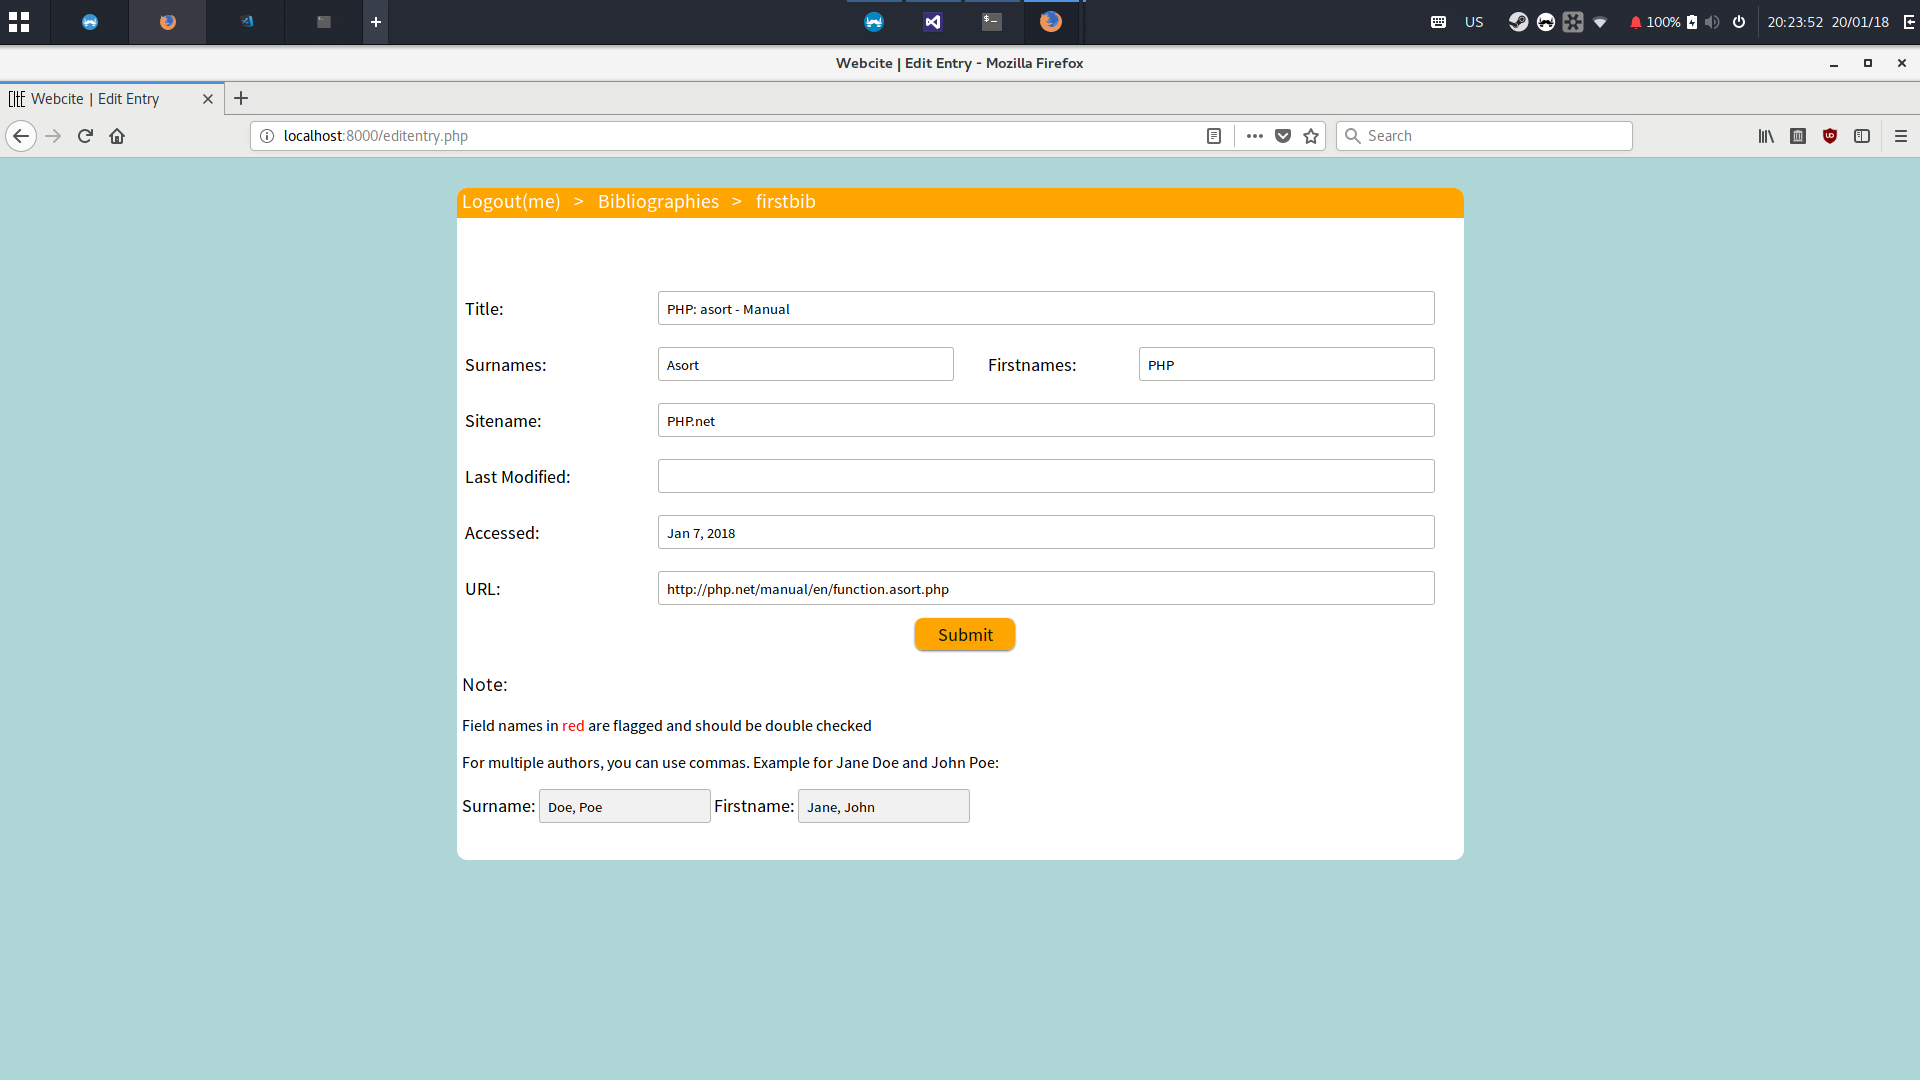 US 100% 20:23:52 20/01/18
Webcite | Edit Entry - Mozilla Firefox
Webcite | Edit Entry
localhost:8000/editentry.php Search
Logout(me) > Bibliographies > firstbib
Title: PHP: asort - Manual
Surnames: Asort Firstnames: PHP
Sitename: PHP.net
Last Modified:
Accessed: Jan 7, 2018
URL: http://php.net/manual/en/function.asort.php
Submit
Note:
Field names in red are flagged and should be double checked
For multiple authors, you can use commas. Example for Jane Doe and John Poe:
Surname: Doe, Poe Firstname: Jane, John